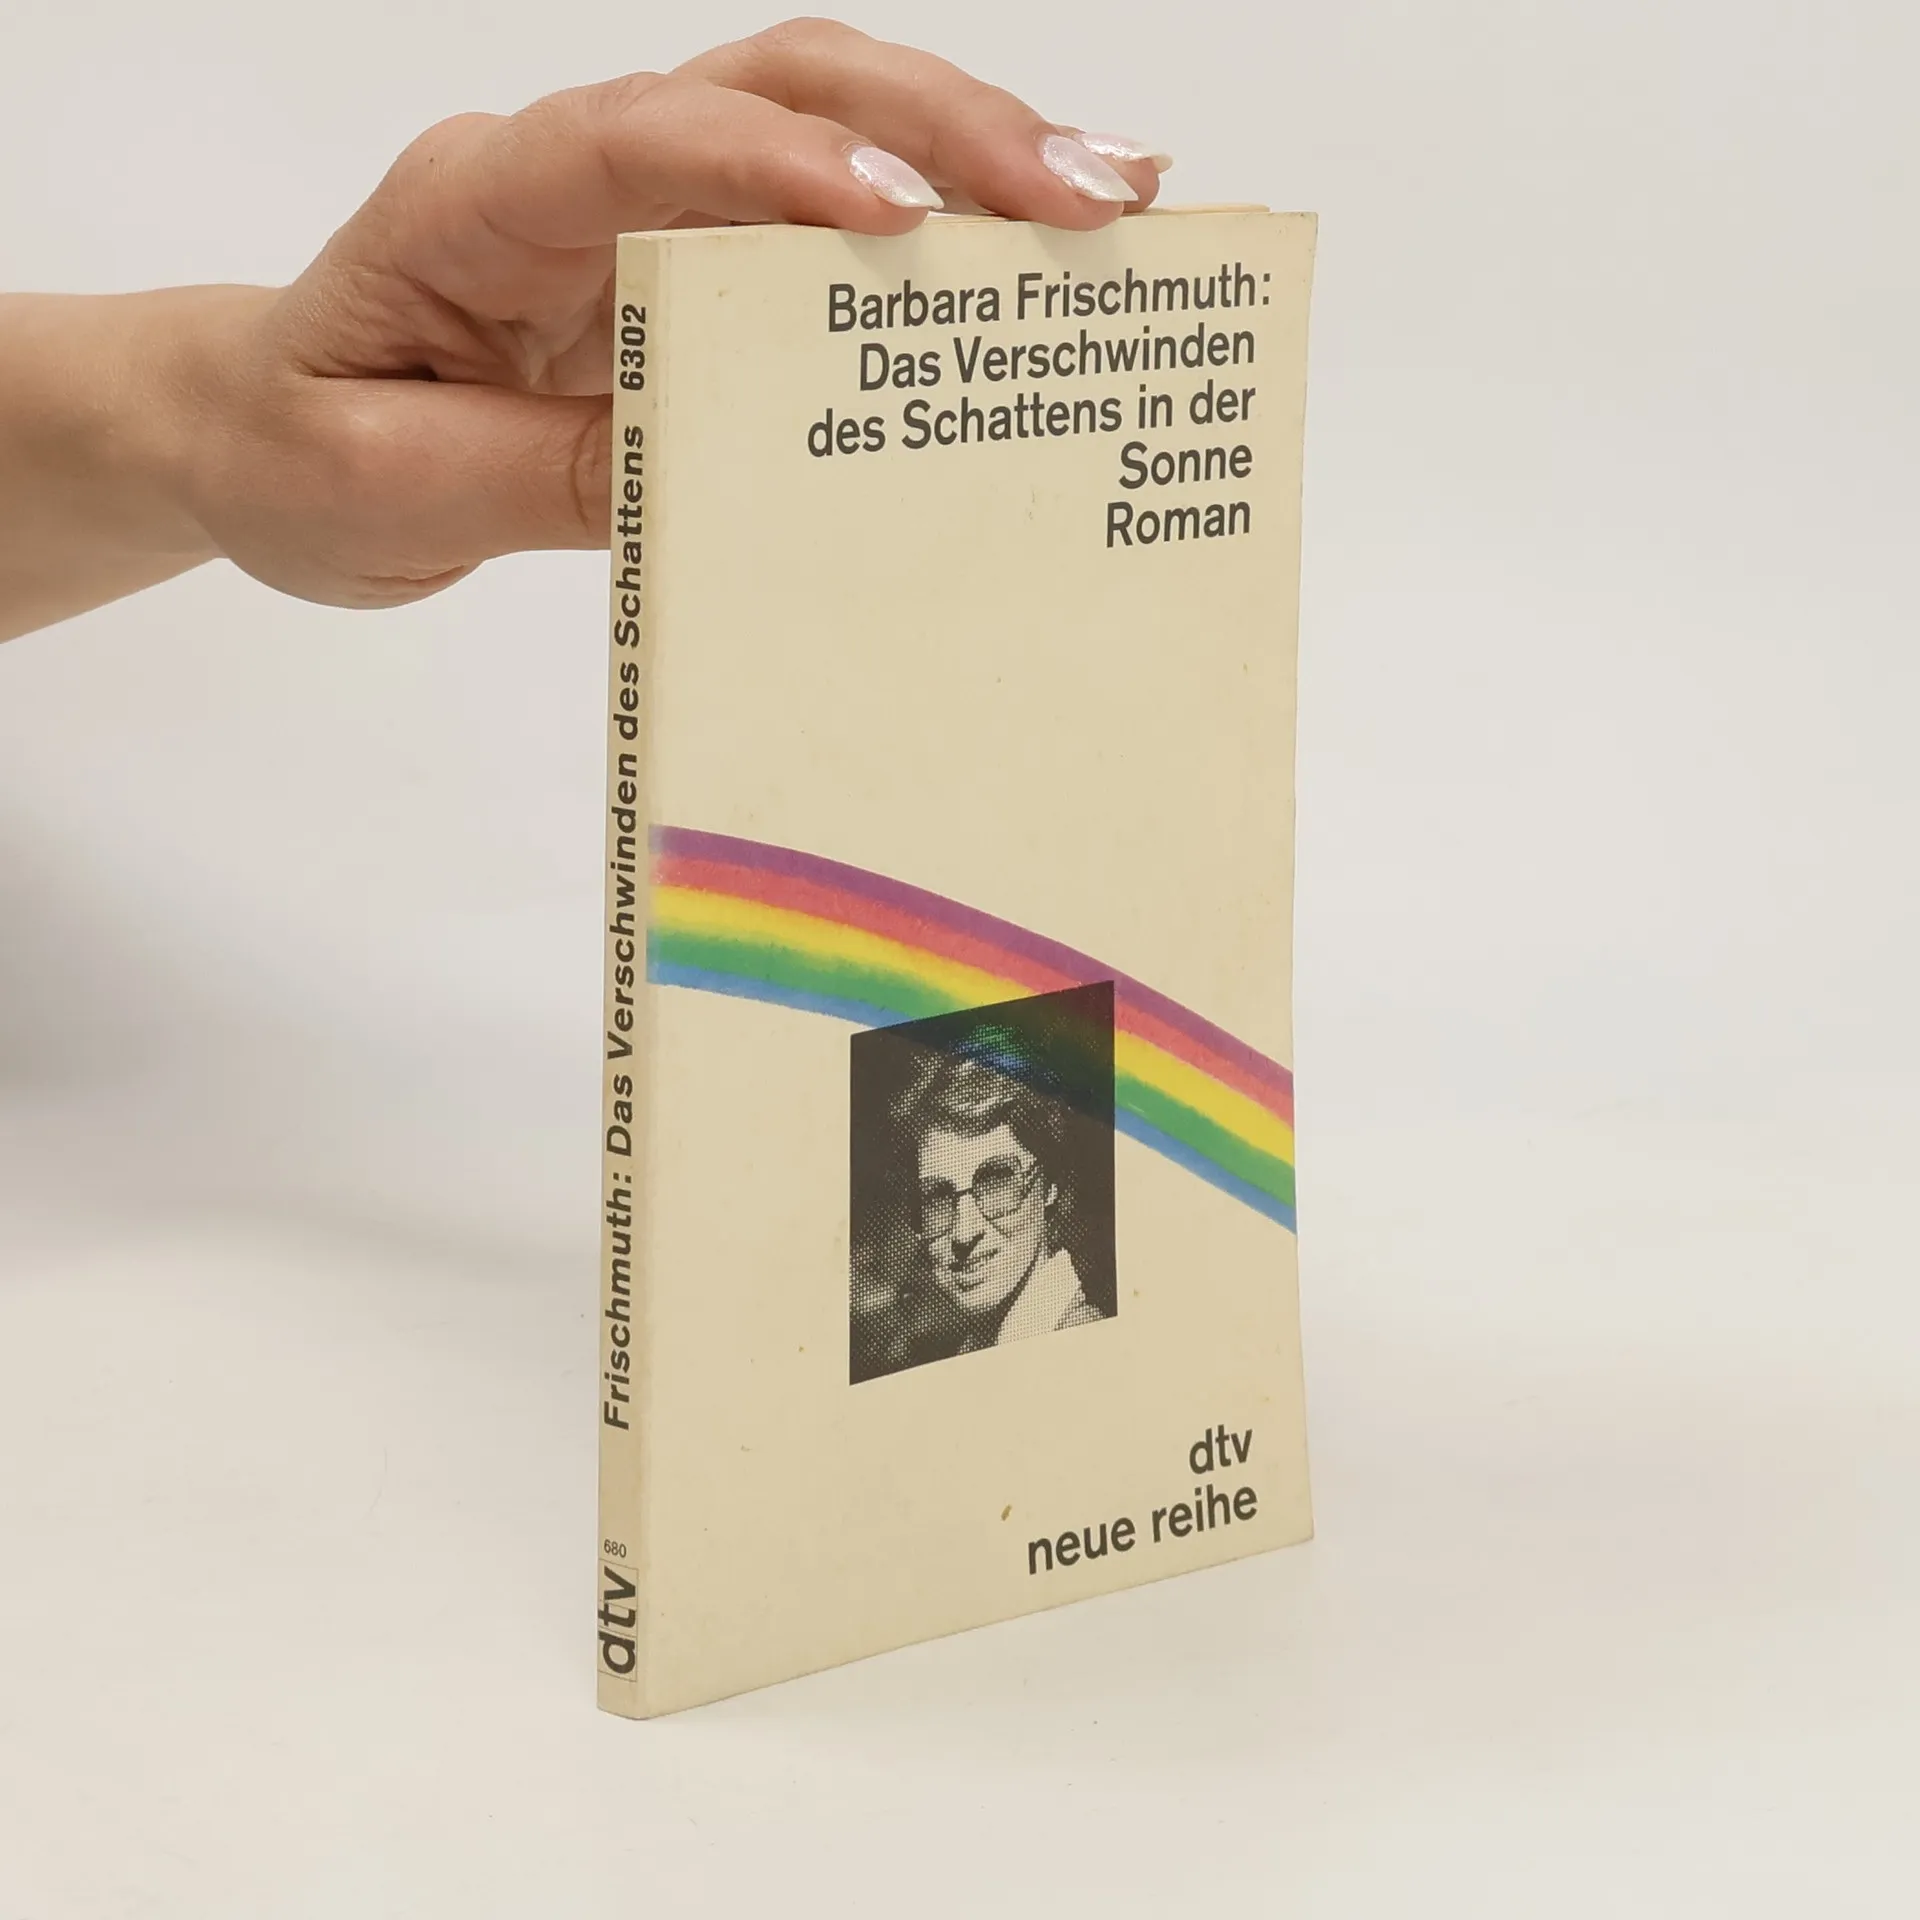 Barbara Frischmuth:
Das Verschwinden
des Schattens in der
Sonne
Roman
dtv
neue reihe
Frischmuth: Das Verschwinden des Schattens 6302
680
dtv